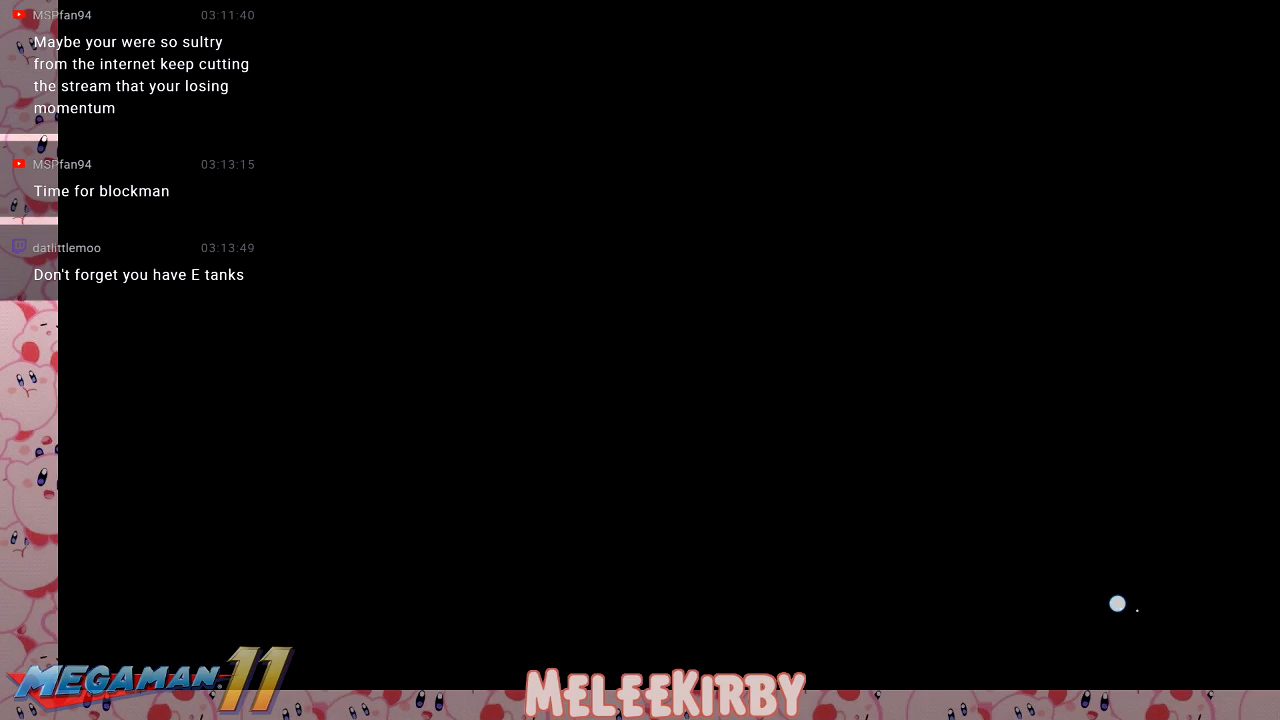 MSPfan94 03:11:40
Maybe your were so sultry
from the internet keep cutting
the stream that your losing
momentum
MSPfan94 03:13:15
Time for blockman
datlittlemoo 03:13:49
Don't forget you have E tanks
MEGAMAN 11
MELEEKIRBY